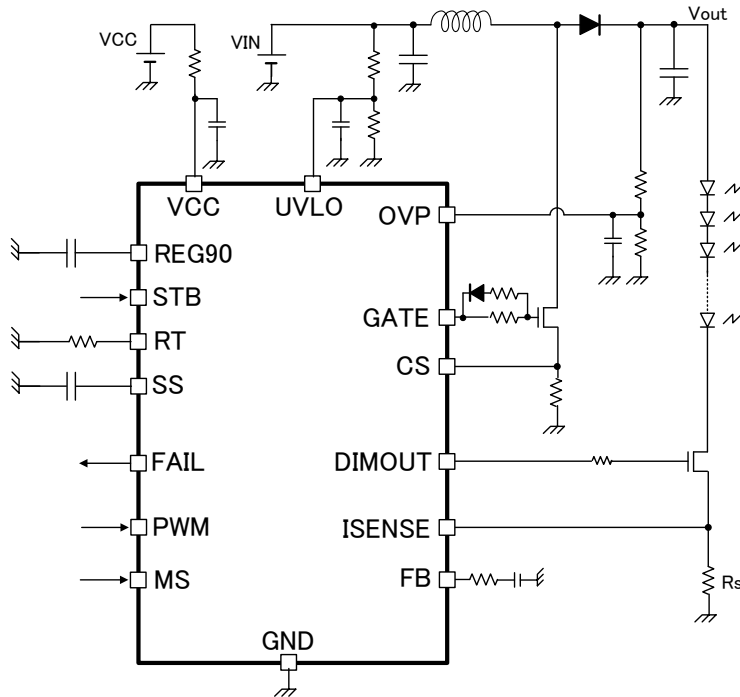 Vout
VCC
VIN
VCC
UVLO
OVP
REG90
STB
GATE
RT
CS
SS
FAIL
DIMOUT
PWM
ISENSE
MS
FB
Rs
GND